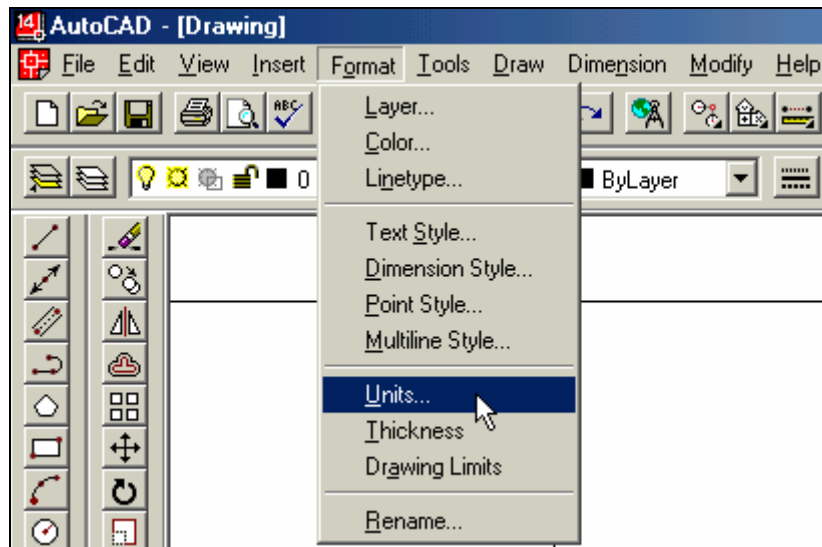 14 AutoCAD - [Drawing]
File Edit View Insert Format Tools Draw Dimension Modify Help
ABC
0 ByLayer
Layer...
Color...
Linetype...
Text Style...
Dimension Style...
Point Style...
Multiline Style...
Units...
Thickness
Drawing Limits
Rename...